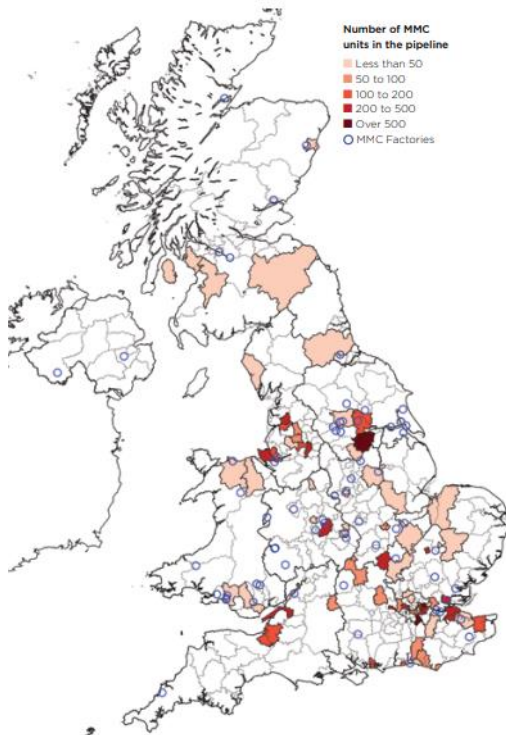 Number of MMC
units in the pipeline
Less than 50
50 to 100
100 to 200
200 to 500
Over 500
MMC Factories